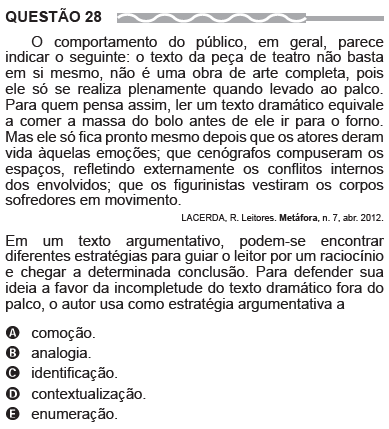 QUESTÃO 28
O comportamento do público, em geral, parece
indicar o seguinte: o texto da peça de teatro não basta
em si mesmo, não é uma obra de arte completa, pois
ele só se realiza plenamente quando levado ao palco.
Para quem pensa assim, ler um texto dramático equivale
a comer a massa do bolo antes de ele ir para o forno.
Mas ele só fica pronto mesmo depois que os atores deram
vida àquelas emoções; que cenógrafos compuseram os
espaços, refletindo externamente os conflitos internos
dos envolvidos; que os figurinistas vestiram os corpos
sofredores em movimento.
LACERDA, R. Leitores. Metáfora, n. 7, abr. 2012.
Em um texto argumentativo, podem-se encontrar
diferentes estratégias para guiar o leitor por um raciocínio
e chegar a determinada conclusão. Para defender sua
ideia a favor da incompletude do texto dramático fora do
palco, o autor usa como estratégia argumentativa a
A comoção.
B analogia.
C identificação.
D contextualização.
E enumeração.